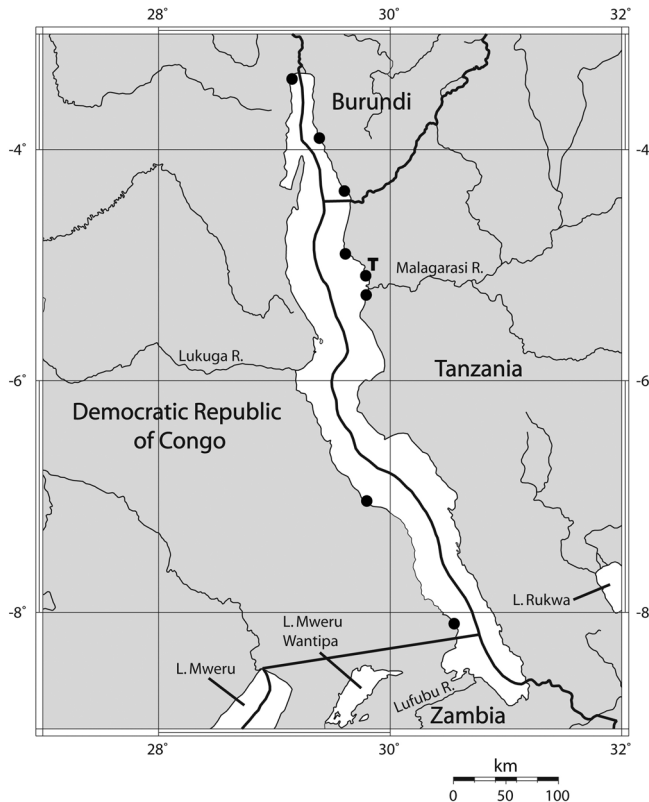 28˚ 30˚ 32˚
Burundi
-4 -4
T
Malagarasi R.
Lukuga R.
Tanzania
-6 -6
Democratic Republic
of Congo
L. Rukwa
-8 -8
L. Mweru
Wantipa
L. Mweru
Lufubu R.
Zambia
28˚ 30˚ 32˚
km
0 50 100